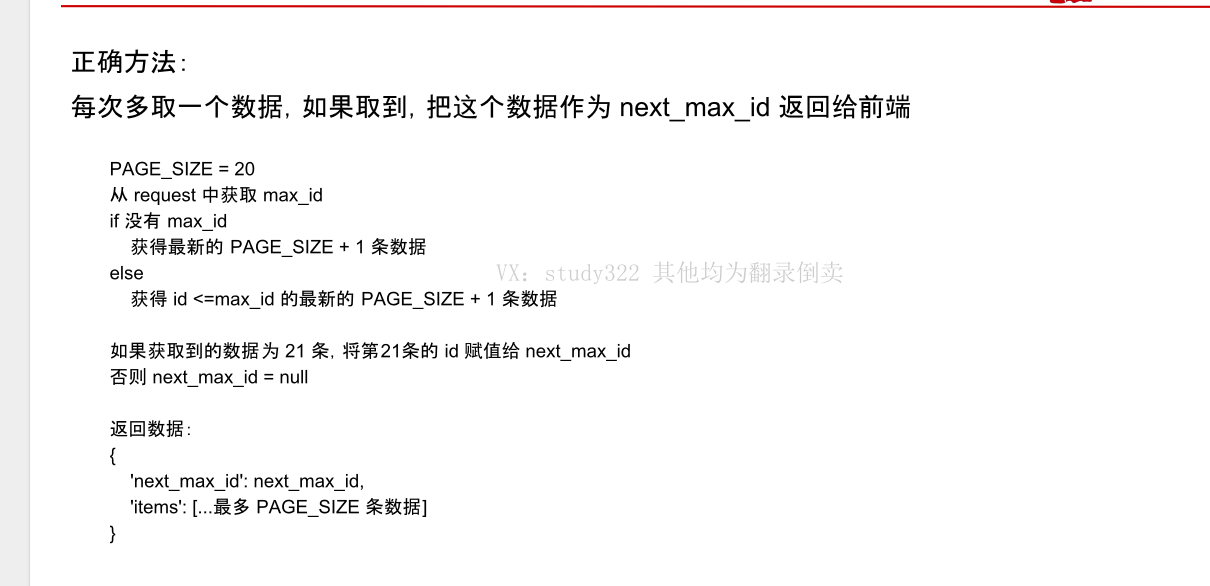 正确方法:
每次多取一个数据, 如果取到, 把这个数据作为 next_max_id 返回给前端
PAGE_SIZE = 20
从 request 中获取 max_id
if 没有 max_id
获得最新的 PAGE_SIZE + 1 条数据
else
VX: study322 其他均为翻录倒卖
获得 id <=max_id 的最新的 PAGE_SIZE + 1 条数据
如果获取到的数据为 21 条, 将第21条的 id 赋值给 next_max_id
否则 next_max_id = null
返回数据:
{
'next_max_id': next_max_id,
'items': [...最多 PAGE_SIZE 条数据]
}